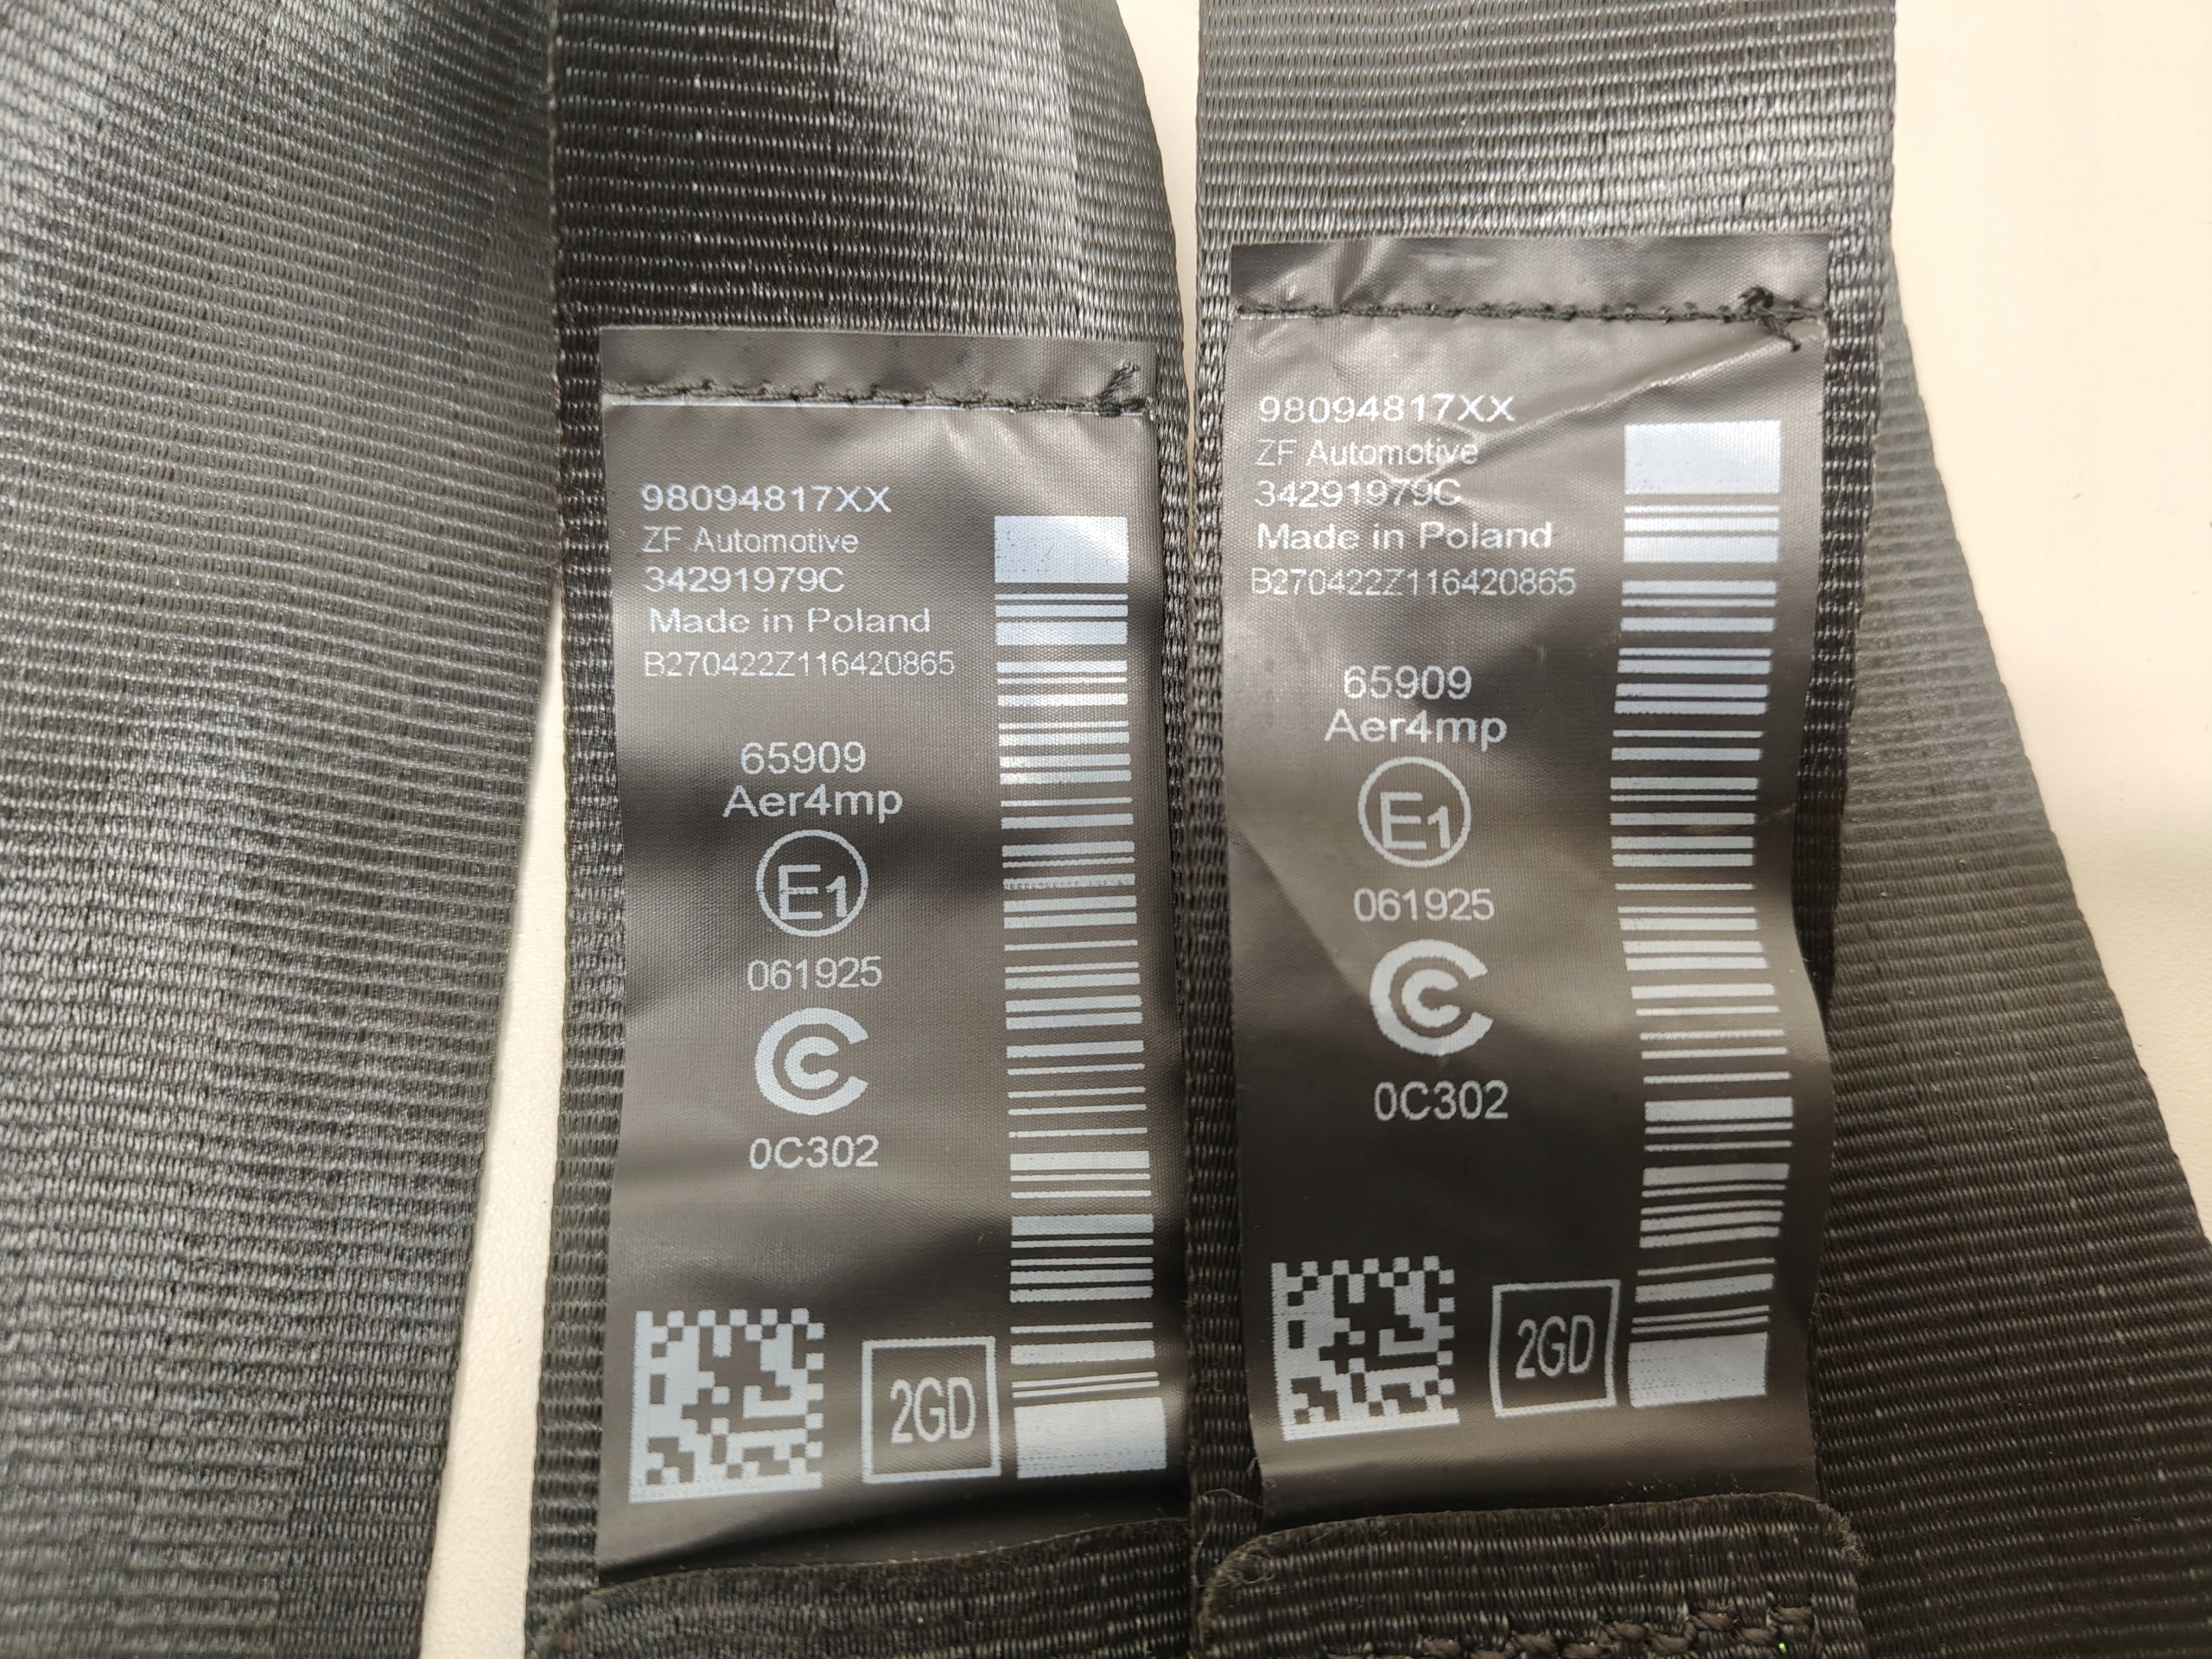 98094817XX
ZF Automotive
34291979C
Made in Poland
B270422Z116420865
65909
Aer4mp
E1
061925
0C302
2GD
98094817XX
ZF Automotive
34291979C
Made in Poland
B270422Z116420865
65909
Aer4mp
E1
061925
0C302
2GD